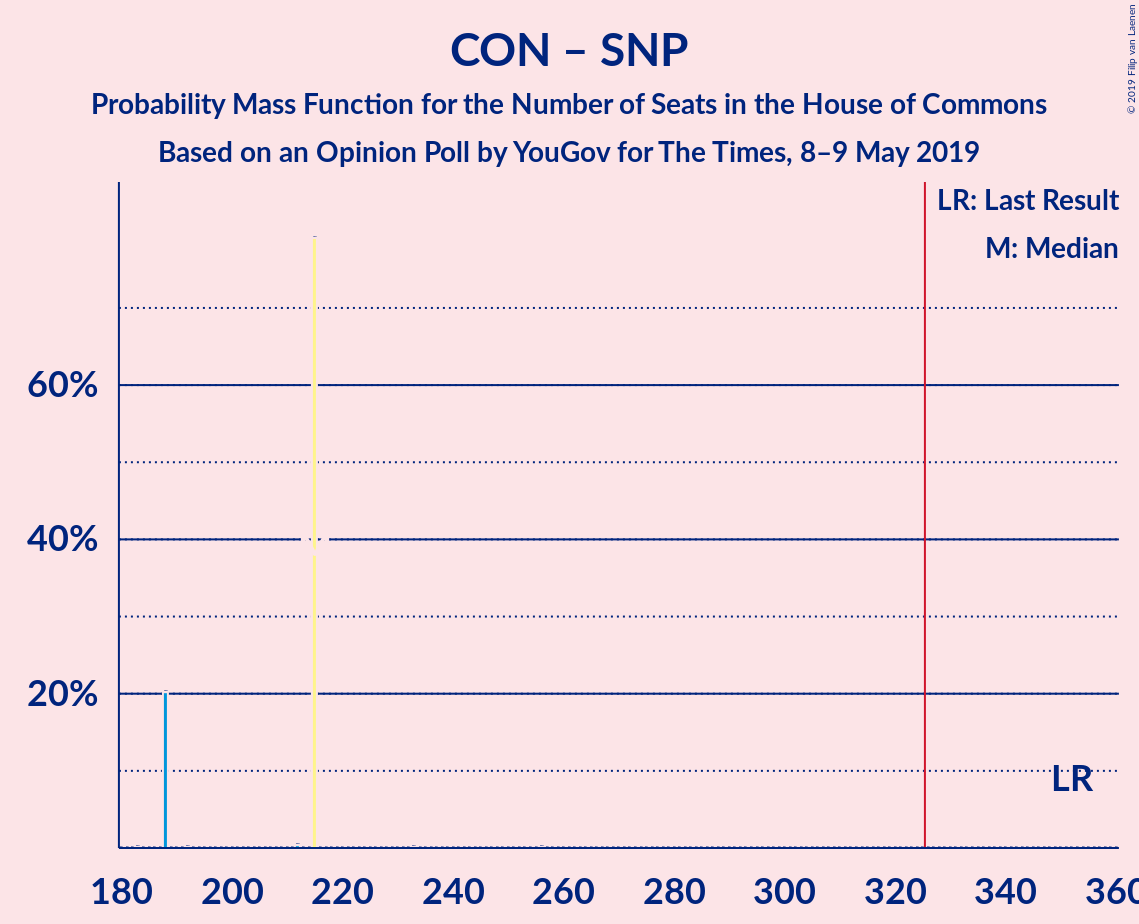 CON – SNP
Probability Mass Function for the Number of Seats in the House of Commons
Based on an Opinion Poll by YouGov for The Times, 8–9 May 2019
© 2019 Filip van Laenen
LR: Last Result
M: Median
60%
40%
20%
LR
180 200 220 240 260 280 300 320 340 360